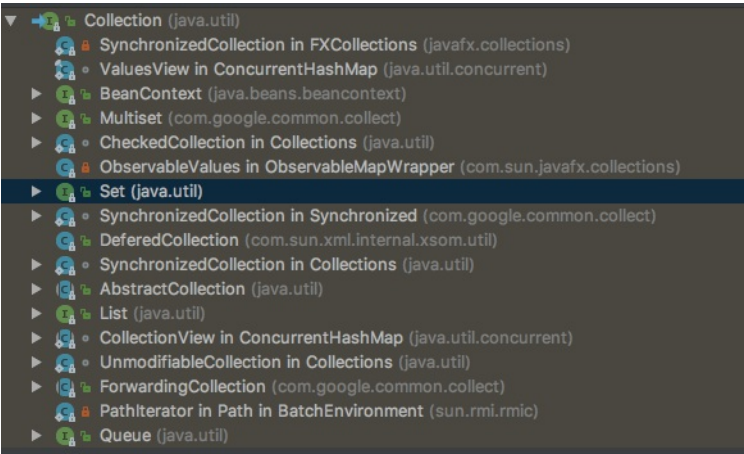 Collection (java.util)
SynchronizedCollection in FXCollections (javafx.collections)
ValuesView in ConcurrentHashMap (java.util.concurrent)
BeanContext (java.beans.beancontext)
Multiset (com.google.common.collect)
CheckedCollection in Collections (java.util)
ObservableValues in ObservableMapWrapper (com.sun.javafx.collections)
Set (java.util)
SynchronizedCollection in Synchronized (com.google.common.collect)
DeferedCollection (com.sun.xml.internal.xsom.util)
SynchronizedCollection in Collections (java.util)
AbstractCollection (java.util)
List (java.util)
CollectionView in ConcurrentHashMap (java.util.concurrent)
UnmodifiableCollection in Collections (java.util)
ForwardingCollection (com.google.common.collect)
PathIterator in Path in BatchEnvironment (sun.rmi.rmic)
Queue (java.util)